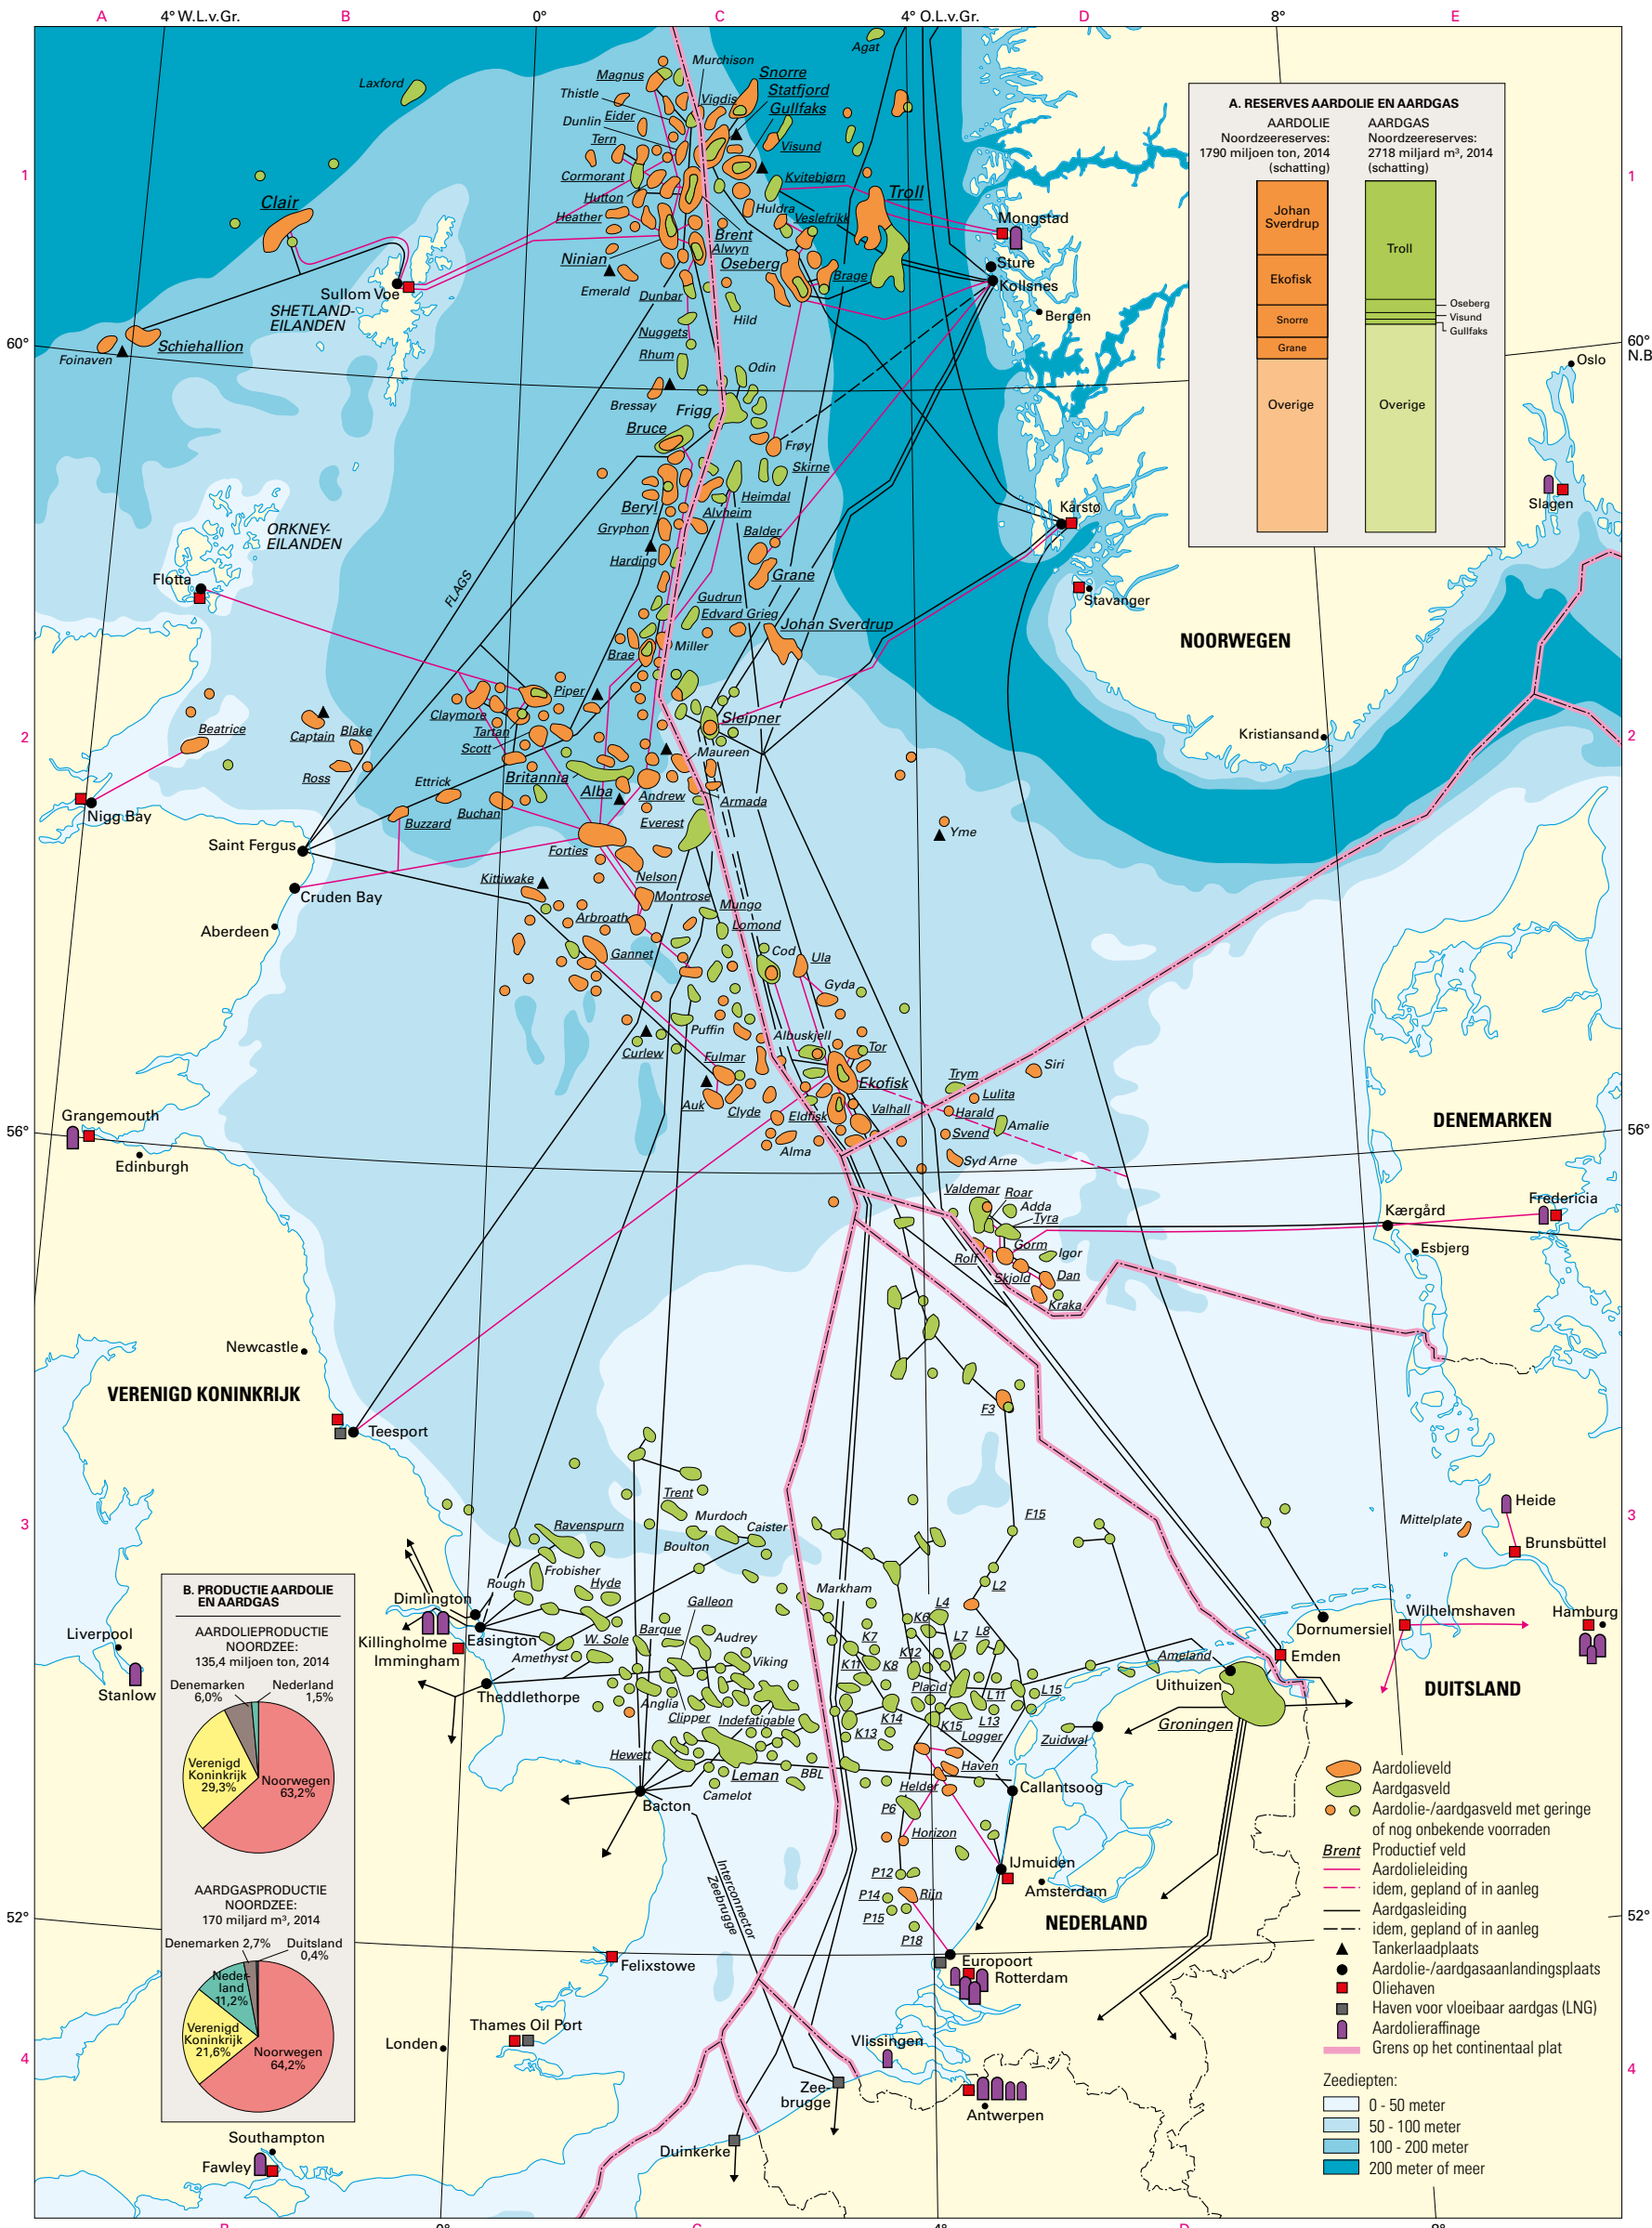 A
4° W.L.v.Gr.
B
0°
C
4° O.L.v.Gr.
D
8°
E
Agat
Laxford
Murchison
Magnus
Snorre
Thistle
Vigdis
Statfjord
Eider
Gullfaks
Dunlin
Tern
Visund
Cormorant
Kvitebjørn
Hutton
Troll
Clair
Huldra
Heather
Veslefrikk
Mongstad
Brent
Alwyn
Ninian
Oseberg
Sture
Brage
Kollsnes
Sullom Voe
Emerald
Dunbar
SHETLAND-
EILANDEN
Hild
Bergen
Nuggets
Schiehallion
Foinaven
Rhum
Odin
60°
60°
N.B
Oslo
Bressay
Frigg
Bruce
Frøy
Skirne
Heimdal
Beryl
Alvheim
Slagen
Gryphon
Balder
Kårstø
ORKNEY-
EILANDEN
Harding
Grane
Flotta
FLAGS
Gudrun
Edvard Grieg
Stavanger
Johan Sverdrup
NOORWEGEN
Miller
Brae
Piper
Claymore
Sleipner
Tartan
Beatrice
Captain
Blake
Scott
Kristiansand
Maureen
Ross
Britannia
Ettrick
Alba
Andrew
Armada
Nigg Bay
Buchan
Buzzard
Everest
Yme
Saint Fergus
Forties
Nelson
Kittiwake
Montrose
Cruden Bay
Mungo
Arbroath
Aberdeen
Lomond
Gannet
Cod
Ula
Gyda
Puffin
Albuskjell
Curlew
Tor
Fulmar
Siri
Ekofisk
Trym
Lulita
Auk
Clyde
Eldfisk
Valhall
Harald
Amalie
Grangemouth
Svend
DENEMARKEN
56°
56°
Alma
Syd Arne
Edinburgh
Valdemar
Roar
Adda
Tyra
Kærgård
Fredericia
Gorm
Rolf
Igor
Esbjerg
Skjold
Dan
Kraka
Newcastle
VERENIGD KONINKRIJK
F3
Teesport
Trent
Murdoch
Caister
F15
Ravenspurn
Boulton
Mittelplate
Heide
Brunsbüttel
Frobisher
Rough
Hyde
Markham
L2
Dimlington
Galleon
L4
K6
Wilhelmshaven
Hamburg
Liverpool
Killingholme
Easington
Barque
K7
L7
L8
Dornumersiel
Immingham
W. Sole
Audrey
K12
Emden
Amethyst
Viking
K11
K8
Ameland
Stanlow
Placid
Uithuizen
DUITSLAND
Theddlethorpe
Anglia
L11
L15
Clipper
Indefatigable
K14
K15
L13
Groningen
K13
Logger
Zuidwal
Hewett
Leman
BBL
Haven
Camelot
Helder
Callantsoog
Bacton
P6
Horizon
IJmuiden
P12
Interconnector
Zeebrugge
P14
Rijn
Amsterdam
P15
NEDERLAND
52°
52°
P18
Felixstowe
Europoort
Rotterdam
Thames Oil Port
Londen
Vlissingen
Zee-
brugge
Antwerpen
Southampton
Duinkerke
Fawley
1
1
2
2
3
3
4
4
A. RESERVES AARDOLIE EN AARDGAS
AARDOLIE
Noordzeereserves:
1790 miljoen ton, 2014
(schatting)
AARDGAS
Noordzeereserves:
2718 miljard m³, 2014
(schatting)
Johan
Sverdrup
Ekofisk
Snorre
Grane
Overige
Troll
Oseberg
Visund
Gullfaks
Overige
B. PRODUCTIE AARDOLIE
EN AARDGAS
AARDOLIEPRODUCTIE
NOORDZEE:
135,4 miljoen ton, 2014
Denemarken
6,0%
Nederland
1,5%
Verenigd
Koninkrijk
29,3%
Noorwegen
63,2%
AARDGASPRODUCTIE
NOORDZEE:
170 miljard m³, 2014
Denemarken 2,7%
Duitsland
0,4%
Neder-
land
11,2%
Verenigd
Koninkrijk
21,6%
Noorwegen
64,2%
Aardolieveld
Aardgasveld
Aardolie-/aardgasveld met geringe
of nog onbekende voorraden
Brent Productief veld
Aardolieleiding
idem, gepland of in aanleg
Aardgasleiding
idem, gepland of in aanleg
Tankerlaadplaats
Aardolie-/aardgasaanlandingsplaats
Oliehaven
Haven voor vloeibaar aardgas (LNG)
Aardolieraffinage
Grens op het continentaal plat
Zeediepten:
0 - 50 meter
50 - 100 meter
100 - 200 meter
200 meter of meer